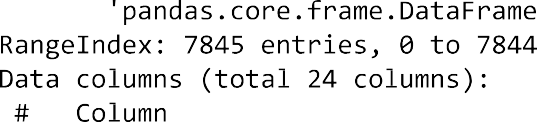 'pandas.core.frame.DataFrame
RangeIndex: 7845 entries, 0 to 7844
Data columns (total 24 columns):
# Column